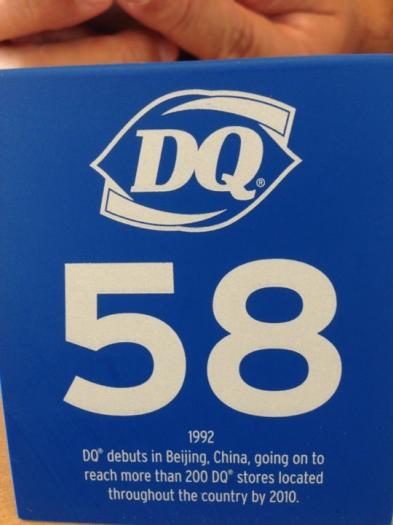 DQ®
58
1992
DQ® debuts in Beijing, China, going on to
reach more than 200 DQ® stores located
throughout the country by 2010.